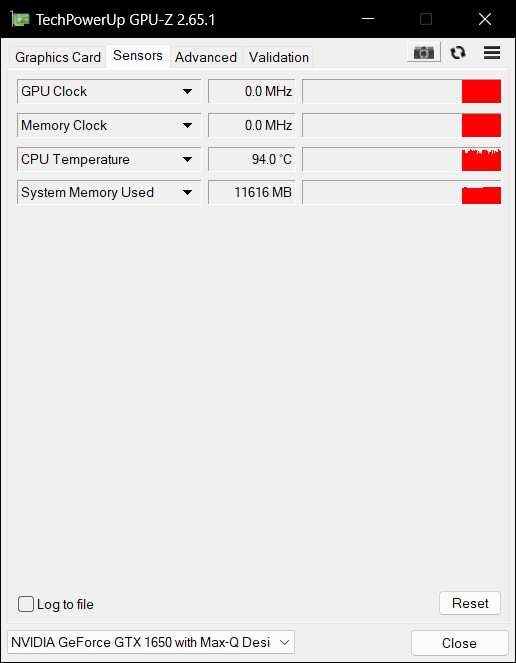 TechPowerUp GPU-Z 2.65.1
Graphics Card Sensors Advanced Validation
GPU Clock 0.0 MHz
Memory Clock 0.0 MHz
CPU Temperature 94.0 °C
System Memory Used 11616 MB
Log to file Reset
NVIDIA GeForce GTX 1650 with Max-Q Desi Close